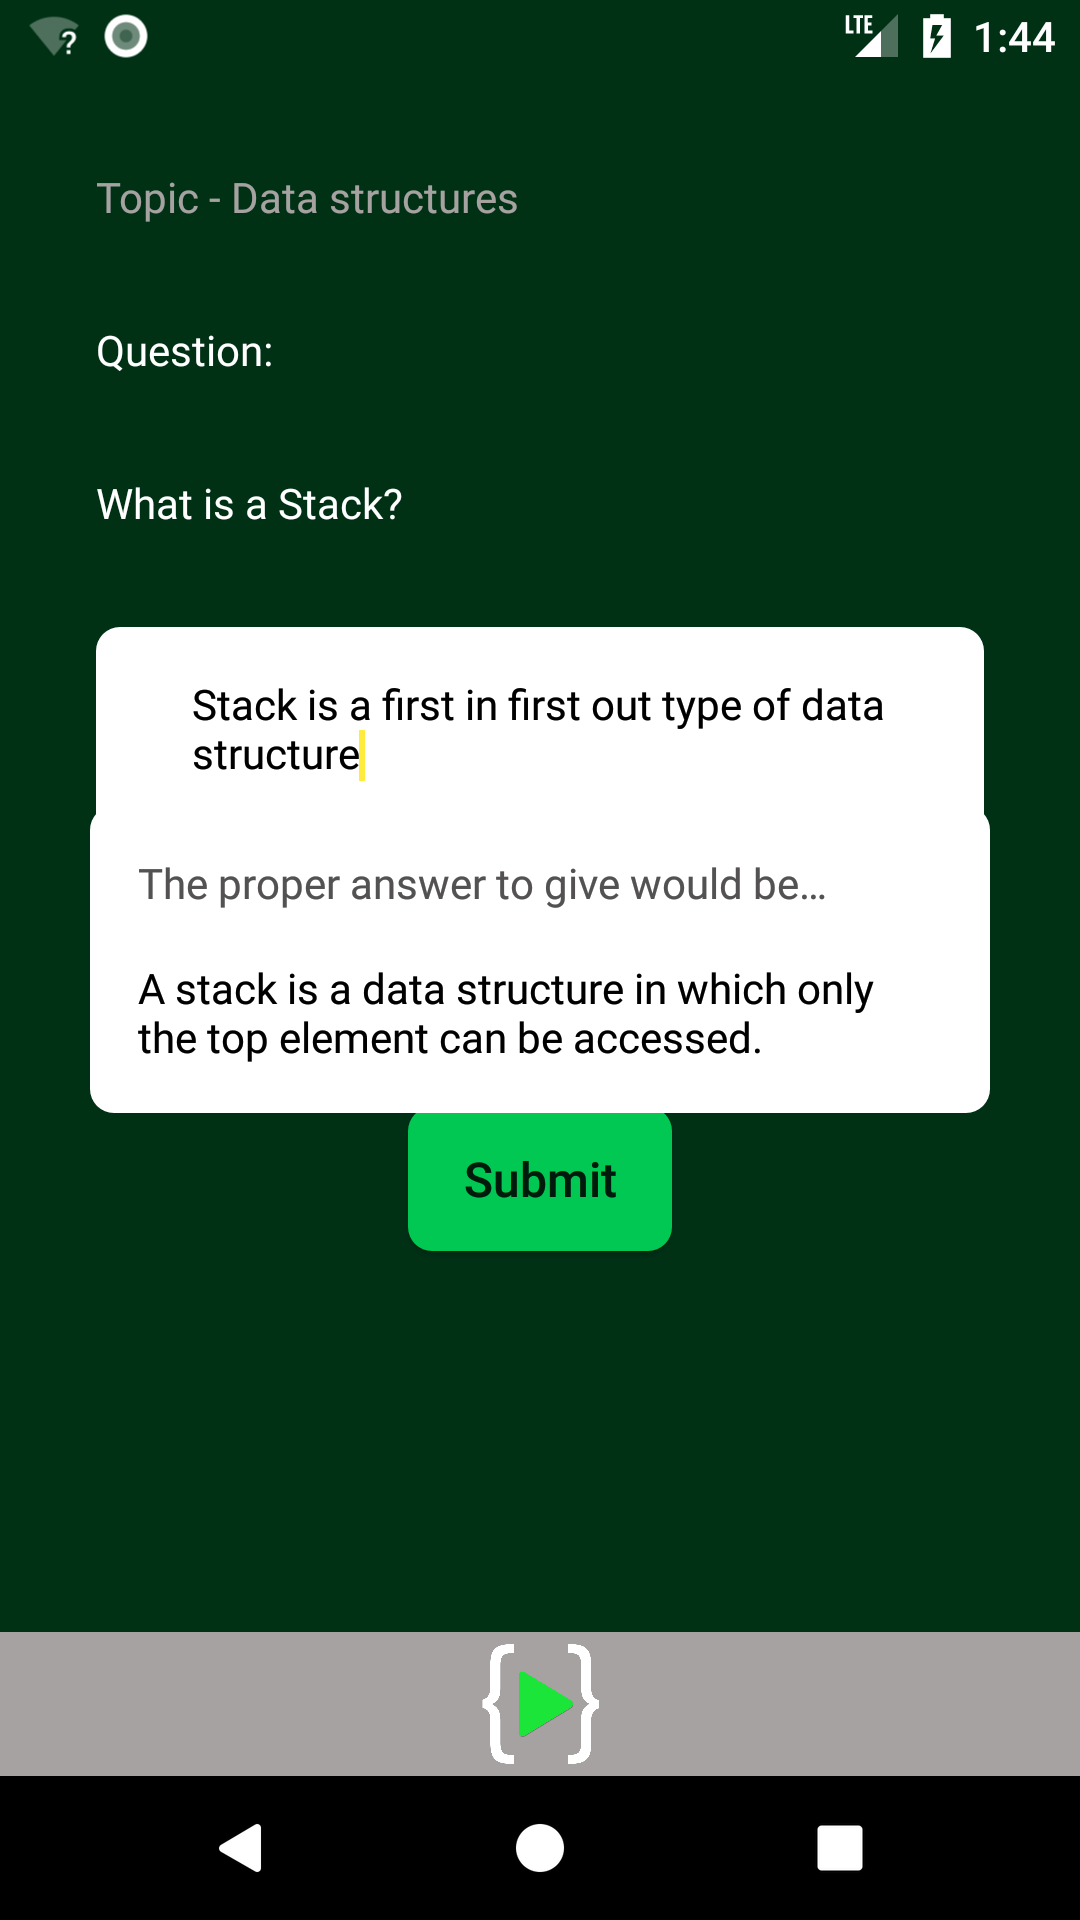 LTE 1:44
Topic - Data structures
Question:
What is a Stack?
Stack is a first in first out type of data
structure
The proper answer to give would be...
A stack is a data structure in which only
the top element can be accessed.
Submit